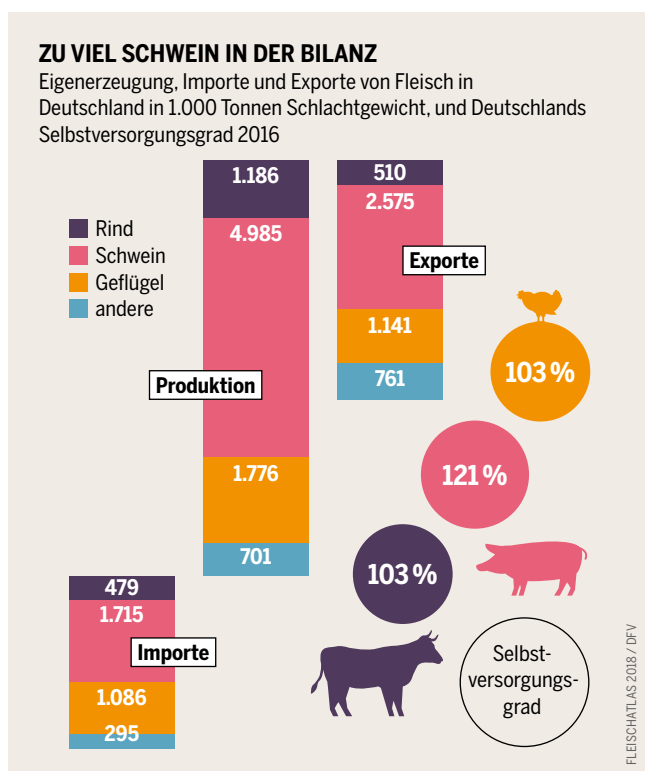 ZU VIEL SCHWEIN IN DER BILANZ
Eigenerzeugung, Importe und Exporte von Fleisch in
Deutschland in 1.000 Tonnen Schlachtgewicht, und Deutschlands
Selbstversorgungsgrad 2016
Rind
Schwein
Geflügel
andere
1.186
4.985
Produktion
1.776
701
510
2.575
Exporte
1.141
761
479
1.715
Importe
1.086
295
103 %
121 %
103 %
Selbst-
versorgungs-
grad
FLEISCHATLAS 2018 / DFV